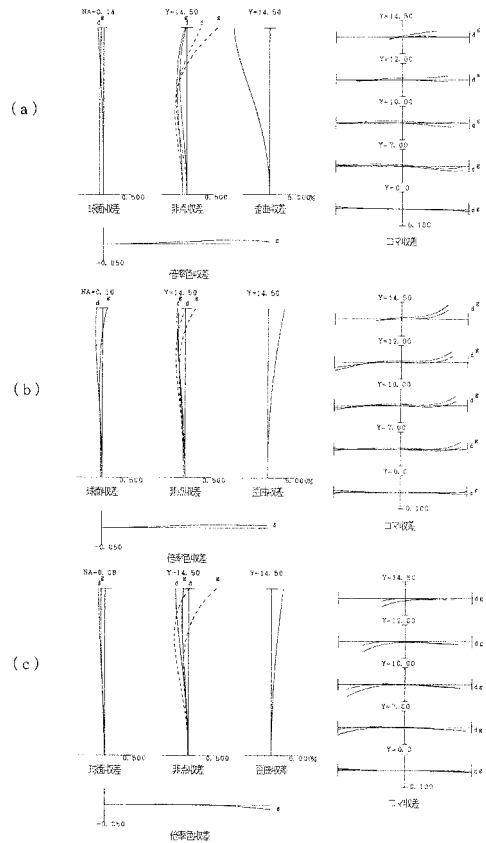 (a)
NA=0.14
d g
0.500
球面収差
Y=14.50
0.500
非点収差
Y=14.50
5.000%
歪曲収差
-0.050
g
倍率色収差
Y=14.50
d g
Y=12.00
d g
Y=10.00
d g
Y=7.00
d g
Y=0.0
d g
0.100
コマ収差
(b)
NA=0.10
d g
0.500
球面収差
Y=14.50
0.500
非点収差
Y=14.50
5.000%
歪曲収差
-0.050
g
倍率色収差
Y=14.50
d g
Y=12.00
d g
Y=10.00
d g
Y=7.00
d g
Y=0.0
d g
0.100
コマ収差
(c)
NA=0.08
d g
0.500
球面収差
Y=14.50
0.500
非点収差
Y=14.50
5.000%
歪曲収差
-0.050
g
倍率色収差
Y=14.50
d g
Y=12.00
d g
Y=10.00
d g
Y=7.00
d g
Y=0.0
d g
0.100
コマ収差